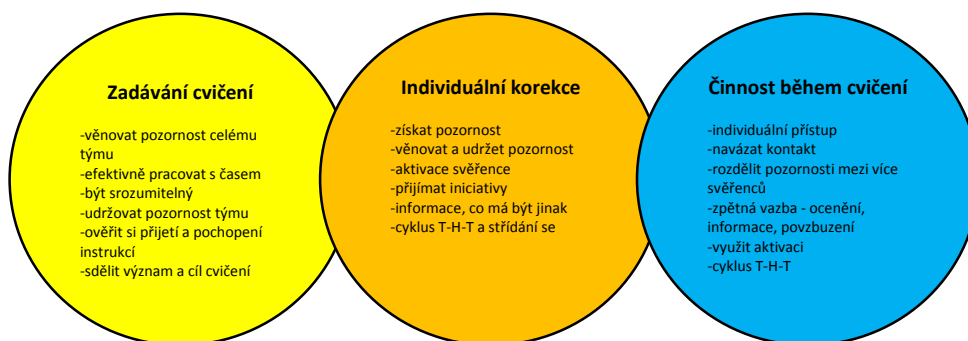 Zadávání cvičení
-věnovat pozornost celému
týmu
-efektivně pracovat s časem
-být srozumitelný
-udržovat pozornost týmu
-ověřit si přijetí a pochopení
instrukcí
-sdělit význam a cíl cvičení
Individuální korekce
-získat pozornost
-věnovat a udržet pozornost
-aktivace svěřence
-přijímat iniciativy
-informace, co má být jinak
-cyklus T-H-T a střídání se
Činnost během cvičení
-individuální přístup
-navázat kontakt
-rozdělit pozornosti mezi více
svěřenců
-zpětná vazba - ocenění,
informace, povzbuzení
-využit aktivaci
-cyklus T-H-T